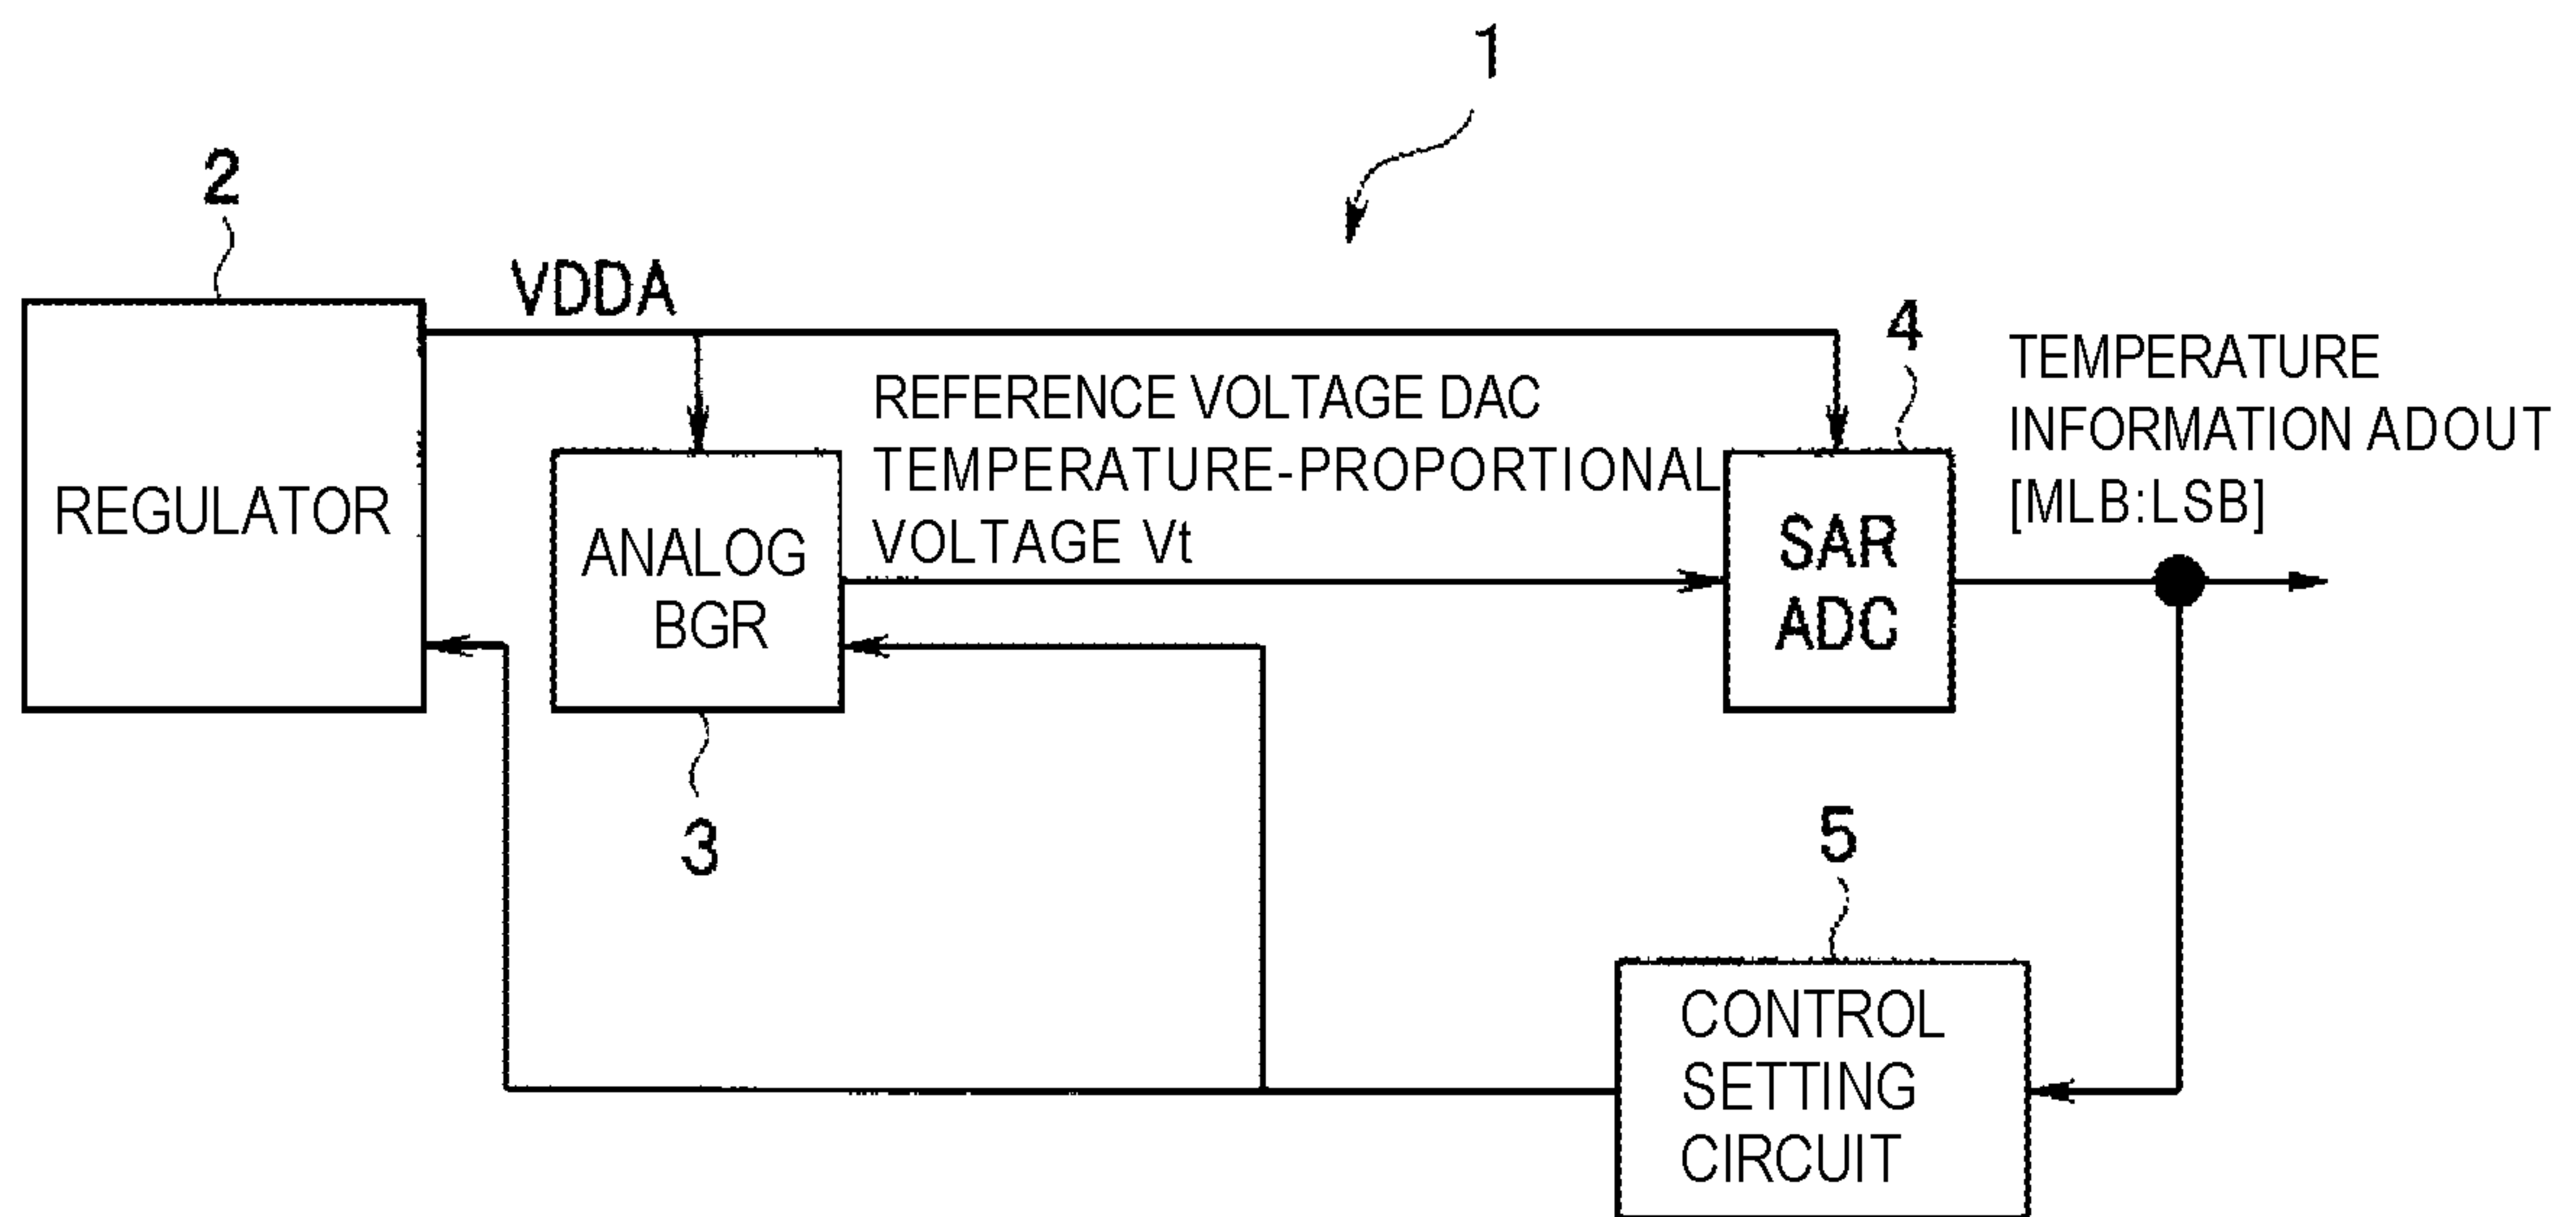 1
2
VDDA
4
REFERENCE VOLTAGE DAC
TEMPERATURE-PROPORTIONAL
VOLTAGE Vt
TEMPERATURE
INFORMATION ADOUT
[MLB:LSB]
REGULATOR
ANALOG
BGR
SAR
ADC
3
5
CONTROL
SETTING
CIRCUIT